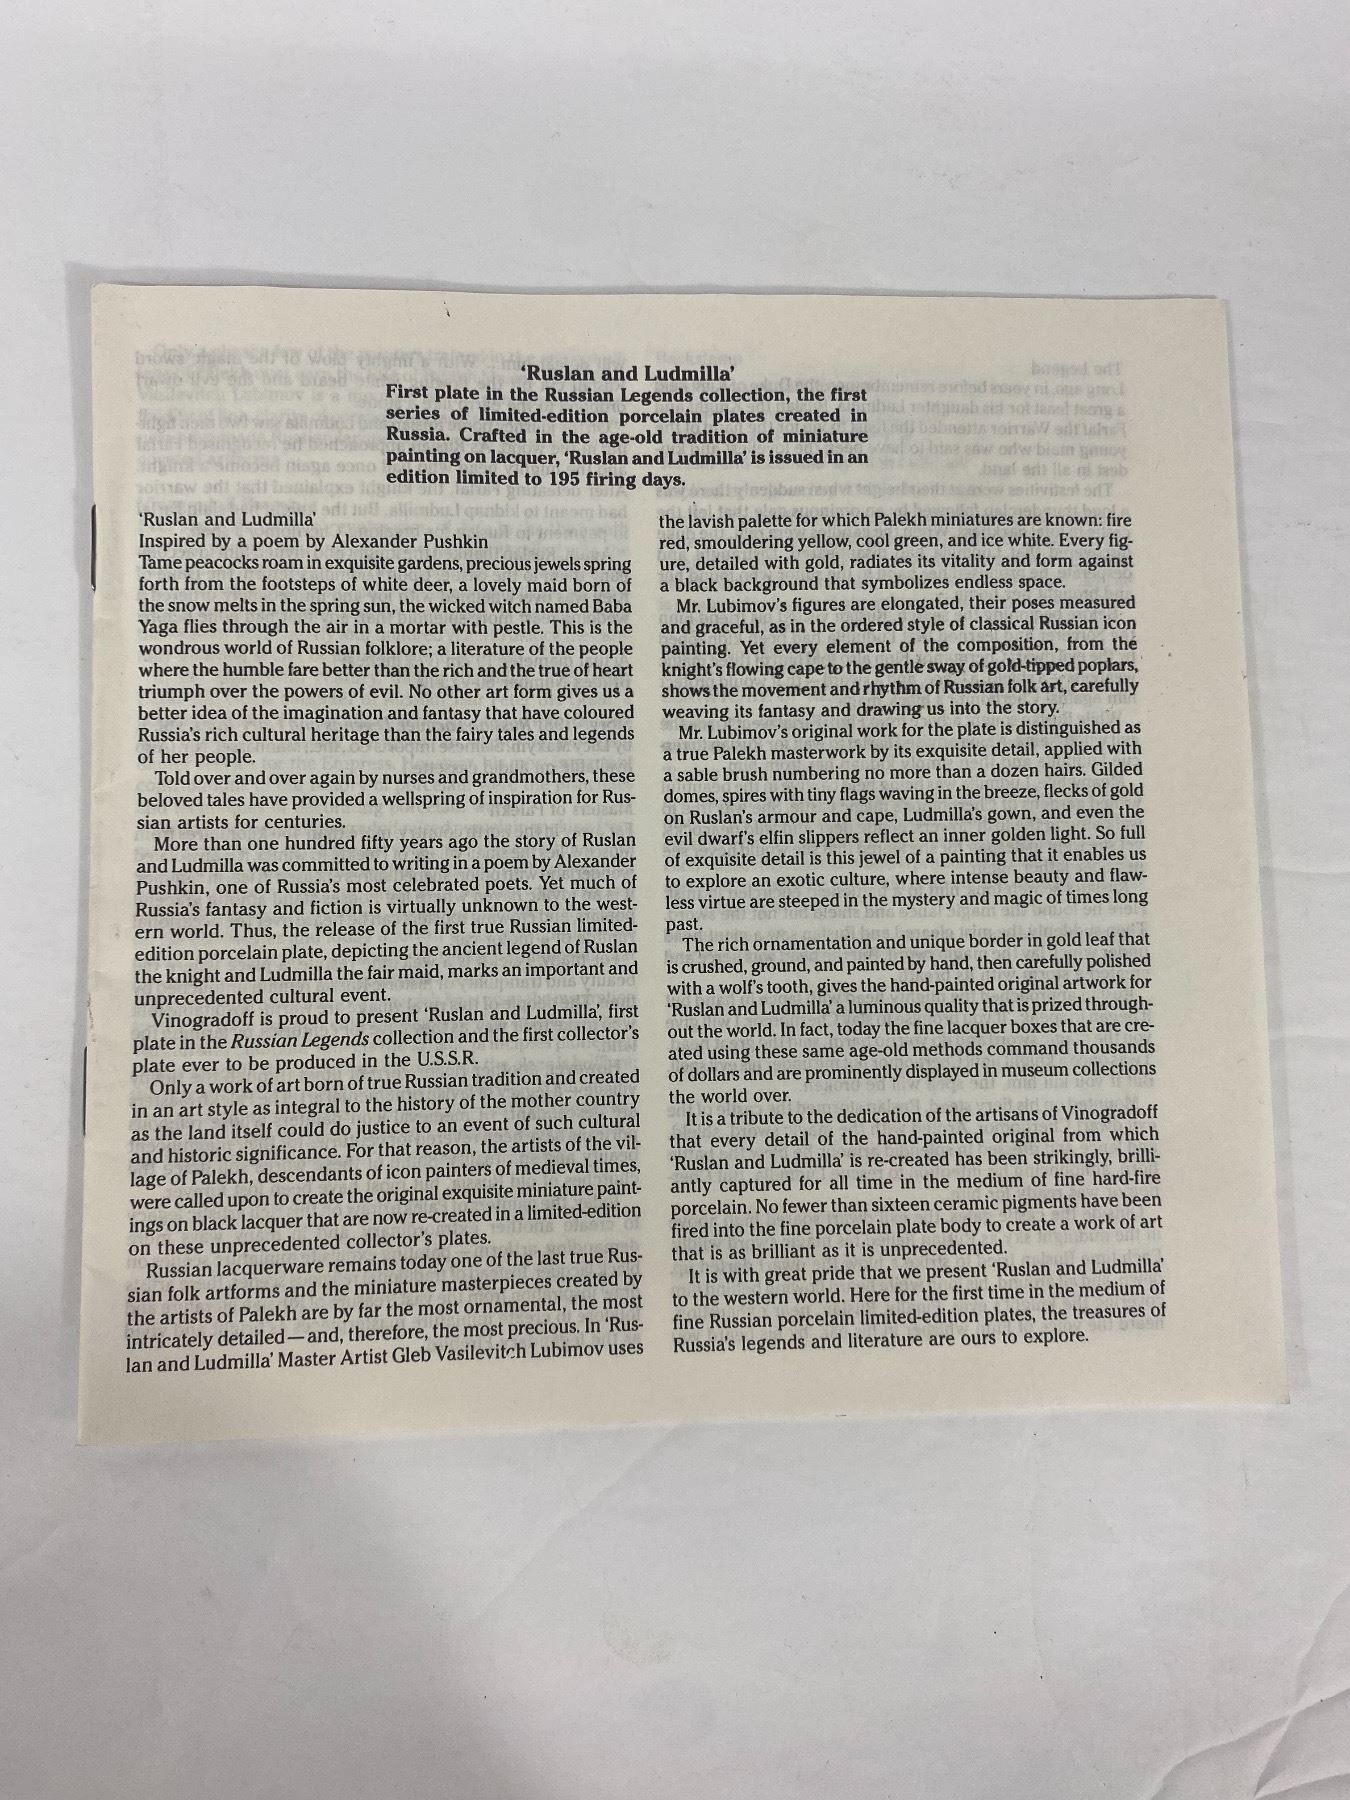 ‘Ruslan and Ludmilla’
First plate in the Russian Legends collection, the first
series of limited-edition porcelain plates created in
Russia. Crafted in the age-old tradition of miniature
painting on lacquer, ‘Ruslan and Ludmilla’ is issued in an
edition limited to 195 firing days.
‘Ruslan and Ludmilla’
Inspired by a poem by Alexander Pushkin
Tame peacocks roam in exquisite gardens, precious jewels spring
forth from the footsteps of white deer, a lovely maid born of
the snow melts in the spring sun, the wicked witch named Baba
Yaga flies through the air in a mortar with pestle. This is the
wondrous world of Russian folklore; a literature of the people
where the humble fare better than the rich and the true of heart
triumph over the powers of evil. No other art form gives us a
better idea of the imagination and fantasy that have coloured
Russia’s rich cultural heritage than the fairy tales and legends
of her people.
Told over and over again by nurses and grandmothers, these
beloved tales have provided a wellspring of inspiration for Rus-
sian artists for centuries.
More than one hundred fifty years ago the story of Ruslan
and Ludmilla was committed to writing in a poem by Alexander
Pushkin, one of Russia’s most celebrated poets. Yet much of
Russia’s fantasy and fiction is virtually unknown to the west-
ern world. Thus, the release of the first true Russian limited-
edition porcelain plate, depicting the ancient legend of Ruslan
the knight and Ludmilla the fair maid, marks an important and
unprecedented cultural event.
Vinogradoff is proud to present ‘Ruslan and Ludmilla’, first
plate in the Russian Legends collection and the first collector’s
plate ever to be produced in the U.S.S.R.
Only a work of art born of true Russian tradition and created
in an art style as integral to the history of the mother country
as the land itself could do justice to an event of such cultural
and historic significance. For that reason, the artists of the vil-
lage of Palekh, descendants of icon painters of medieval times,
were called upon to create the original exquisite miniature paint-
ings on black lacquer that are now re-created in a limited-edition
on these unprecedented collector’s plates.
Russian lacquerware remains today one of the last true Rus-
sian folk artforms and the miniature masterpieces created by
the artists of Palekh are by far the most ornamental, the most
intricately detailed—and, therefore, the most precious. In ‘Rus-
lan and Ludmilla’ Master Artist Gleb Vasilevitch Lubimov uses
the lavish palette for which Palekh miniatures are known: fire
red, smouldering yellow, cool green, and ice white. Every fig-
ure, detailed with gold, radiates its vitality and form against
a black background that symbolizes endless space.
Mr. Lubimov’s figures are elongated, their poses measured
and graceful, as in the ordered style of classical Russian icon
painting. Yet every element of the composition, from the
knight’s flowing cape to the gentle sway of gold-tipped poplars,
shows the movement and rhythm of Russian folk art, carefully
weaving its fantasy and drawing us into the story.
Mr. Lubimov’s original work for the plate is distinguished as
a true Palekh masterwork by its exquisite detail, applied with
a sable brush numbering no more than a dozen hairs. Gilded
domes, spires with tiny flags waving in the breeze, flecks of gold
on Ruslan’s armour and cape, Ludmilla’s gown, and even the
evil dwarf’s elfin slippers reflect an inner golden light. So full
of exquisite detail is this jewel of a painting that it enables us
to explore an exotic culture, where intense beauty and flaw-
less virtue are steeped in the mystery and magic of times long
past.
The rich ornamentation and unique border in gold leaf that
is crushed, ground, and painted by hand, then carefully polished
with a wolf’s tooth, gives the hand-painted original artwork for
‘Ruslan and Ludmilla’ a luminous quality that is prized through-
out the world. In fact, today the fine lacquer boxes that are cre-
ated using these same age-old methods command thousands
of dollars and are prominently displayed in museum collections
the world over.
It is a tribute to the dedication of the artisans of Vinogradoff
that every detail of the hand-painted original from which
‘Ruslan and Ludmilla’ is re-created has been strikingly, brilli-
antly captured for all time in the medium of fine hard-fire
porcelain. No fewer than sixteen ceramic pigments have been
fired into the fine porcelain plate body to create a work of art
that is as brilliant as it is unprecedented.
It is with great pride that we present ‘Ruslan and Ludmilla’
to the western world. Here for the first time in the medium of
fine Russian porcelain limited-edition plates, the treasures of
Russia’s legends and literature are ours to explore.